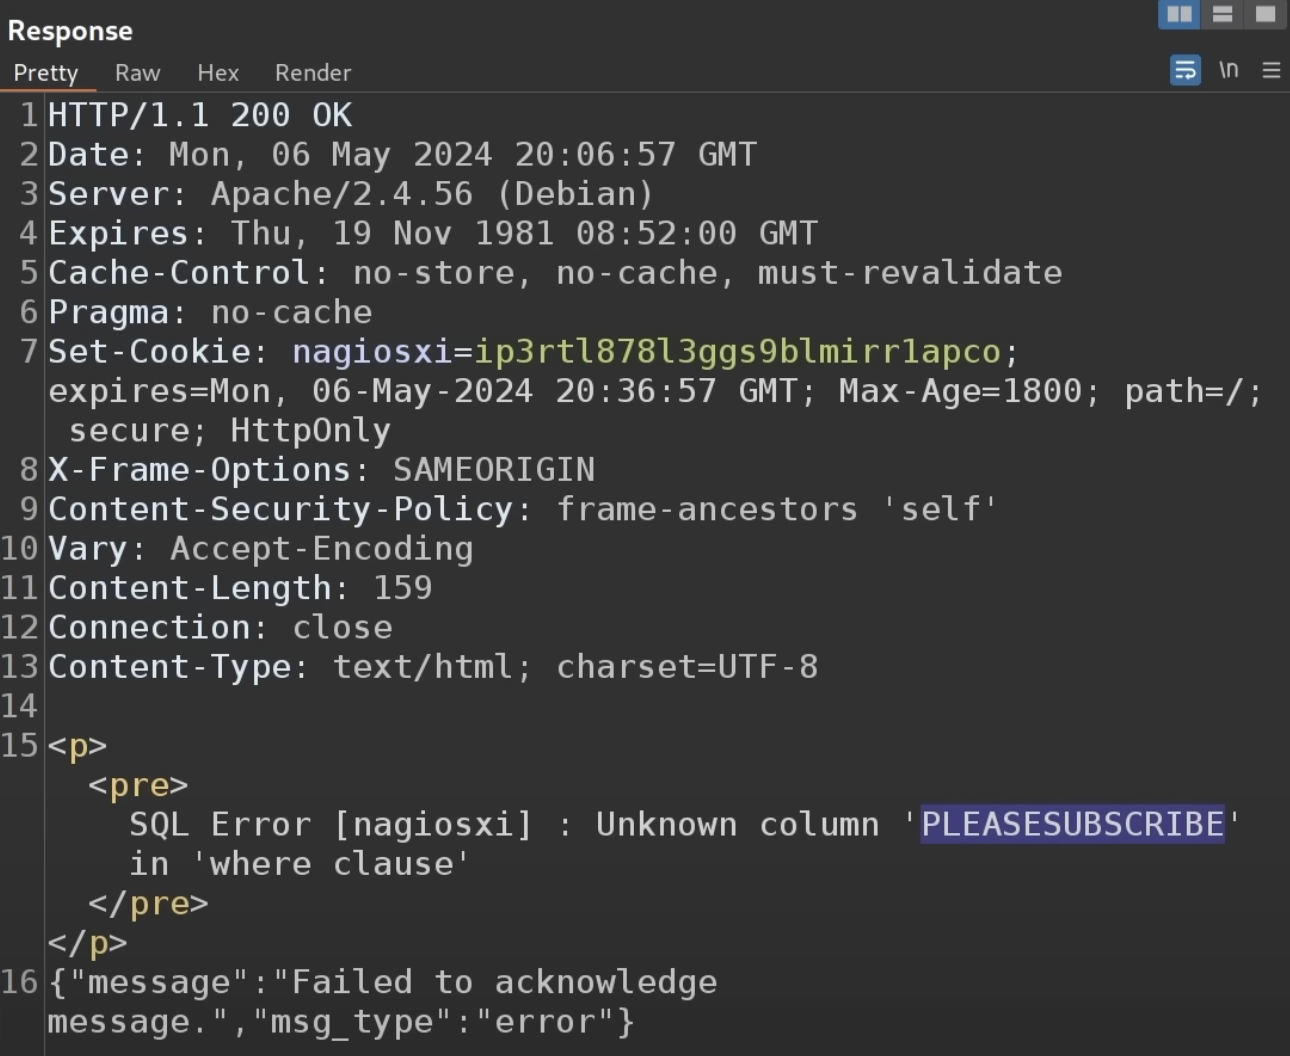 Response
Pretty Raw Hex Render \n
1 HTTP/1.1 200 OK
2 Date: Mon, 06 May 2024 20:06:57 GMT
3 Server: Apache/2.4.56 (Debian)
4 Expires: Thu, 19 Nov 1981 08:52:00 GMT
5 Cache-Control: no-store, no-cache, must-revalidate
6 Pragma: no-cache
7 Set-Cookie: nagiosxi=ip3rtl878l3ggs9blmirr1apco;
expires=Mon, 06-May-2024 20:36:57 GMT; Max-Age=1800; path=/;
secure; HttpOnly
8 X-Frame-Options: SAMEORIGIN
9 Content-Security-Policy: frame-ancestors 'self'
10 Vary: Accept-Encoding
11 Content-Length: 159
12 Connection: close
13 Content-Type: text/html; charset=UTF-8
14
15 <p>
<pre>
SQL Error [nagiosxi] : Unknown column 'PLEASESUBSCRIBE'
in 'where clause'
</pre>
</p>
16 {"message":"Failed to acknowledge
message.","msg_type":"error"}